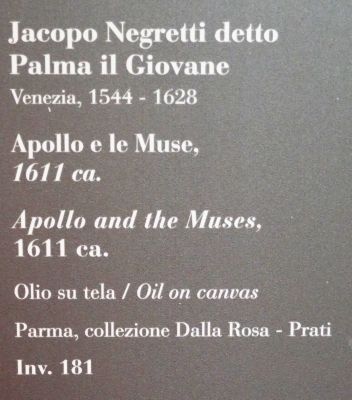 Jacopo Negretti detto
Palma il Giovane
Venezia, 1544 - 1628
Apollo e le Muse,
1611 ca.
Apollo and the Muses,
1611 ca.
Olio su tela / Oil on canvas
Parma, collezione Dalla Rosa - Prati
Inv. 181